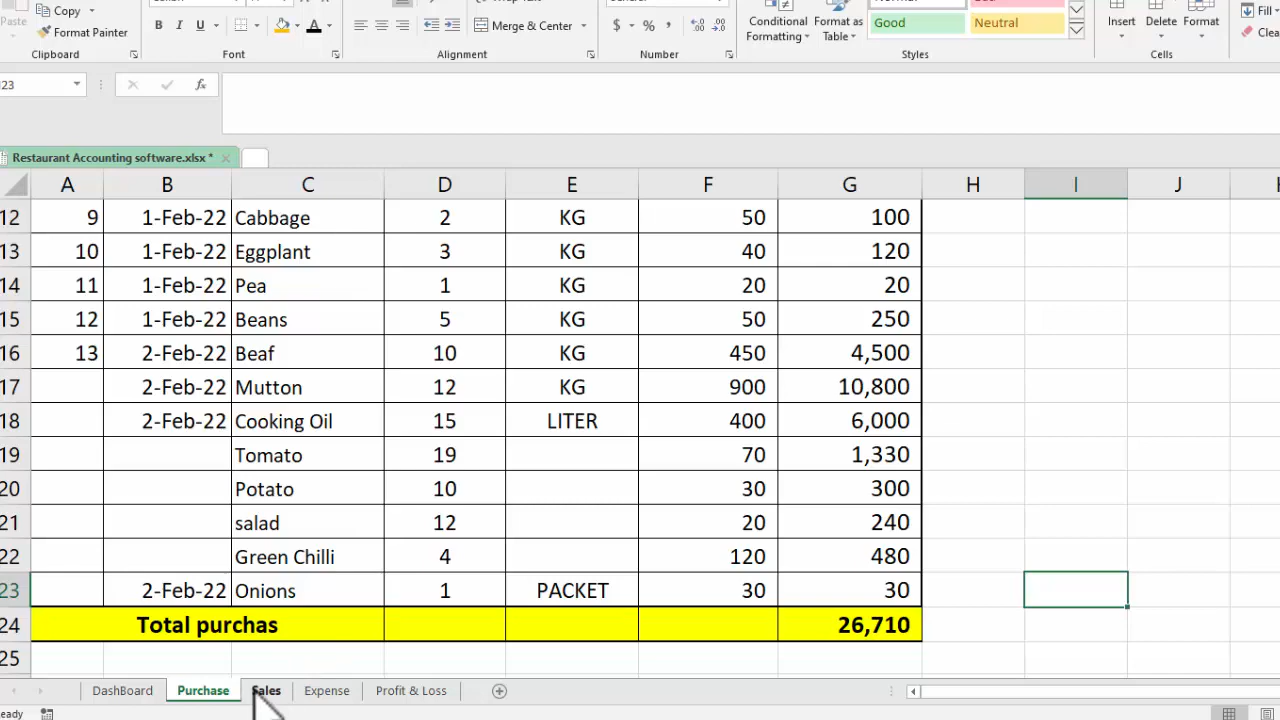 Copy
Format Painter
B I U
A
Merge & Center
$ % ,
Conditional Formatting
Format as Table
Good
Neutral
Insert
Delete
Format
Fill
Clipboard
Font
Alignment
Number
Styles
Cells
fx
Restaurant Accounting software.xlsx *
A B C D E F G H I J
12 9 1-Feb-22 Cabbage 2 KG 50 100
13 10 1-Feb-22 Eggplant 3 KG 40 120
14 11 1-Feb-22 Pea 1 KG 20 20
15 12 1-Feb-22 Beans 5 KG 50 250
16 13 2-Feb-22 Beaf 10 KG 450 4,500
17 2-Feb-22 Mutton 12 KG 900 10,800
18 2-Feb-22 Cooking Oil 15 LITER 400 6,000
19 Tomato 19 70 1,330
20 Potato 10 30 300
21 salad 12 20 240
22 Green Chilli 4 120 480
23 2-Feb-22 Onions 1 PACKET 30 30
24 Total purchas 26,710
25
DashBoard Purchase Sales Expense Profit & Loss